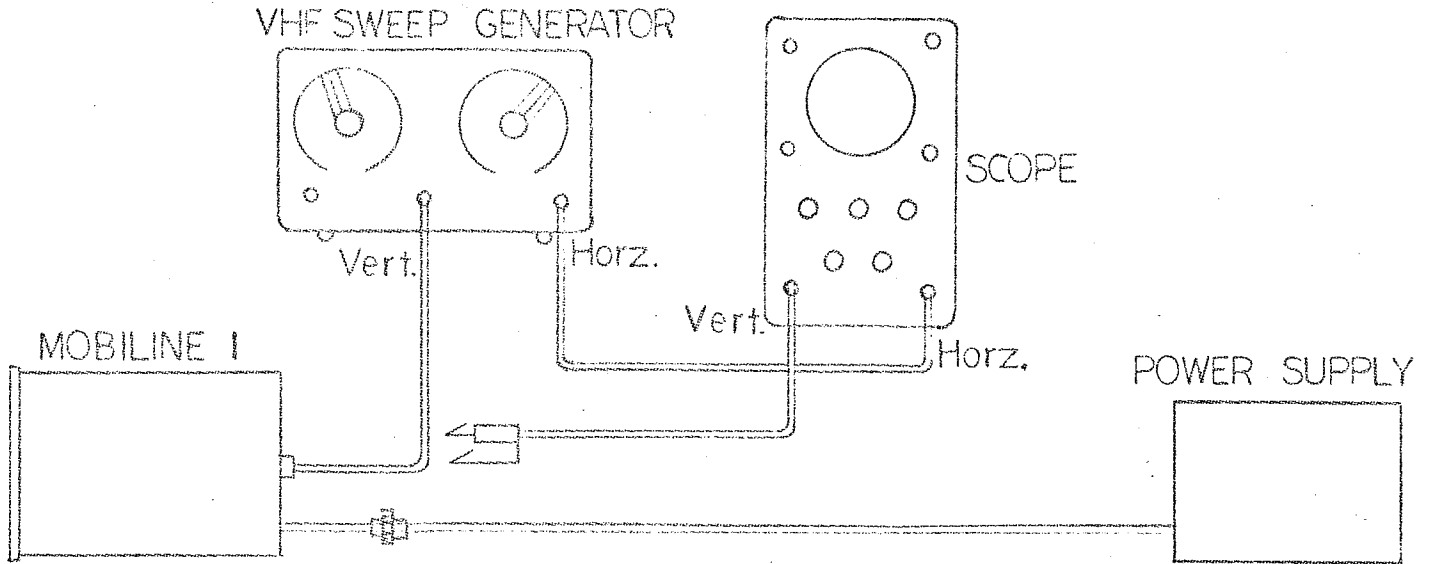 VHF SWEEP GENERATOR
SCOPE
Vert.
Horz.
Vert.
Horz.
MOBILINE I
POWER SUPPLY